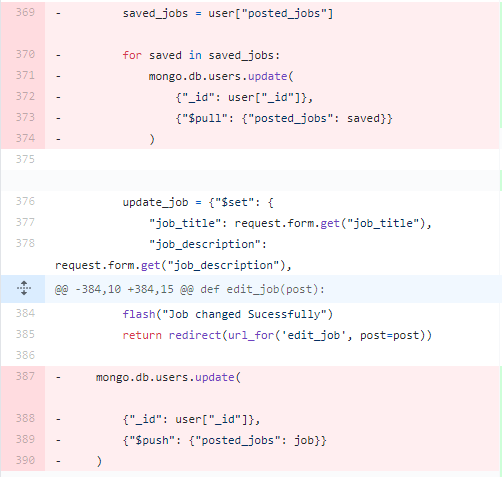 369 - saved_jobs = user["posted_jobs"]
370 - for saved in saved_jobs:
371 - mongo.db.users.update(
372 - {"_id": user["_id"]},
373 - {"$pull": {"posted_jobs": saved}}
374 - )
375
376 update_job = {"$set": {
377 "job_title": request.form.get("job_title"),
378 "job_description":
request.form.get("job_description"),
@@ -384,10 +384,15 @@ def edit_job(post):
384 flash("Job changed Sucessfully")
385 return redirect(url_for('edit_job', post=post))
386
387 - mongo.db.users.update(
388 - {"_id": user["_id"]},
389 - {"$push": {"posted_jobs": job}}
390 - )